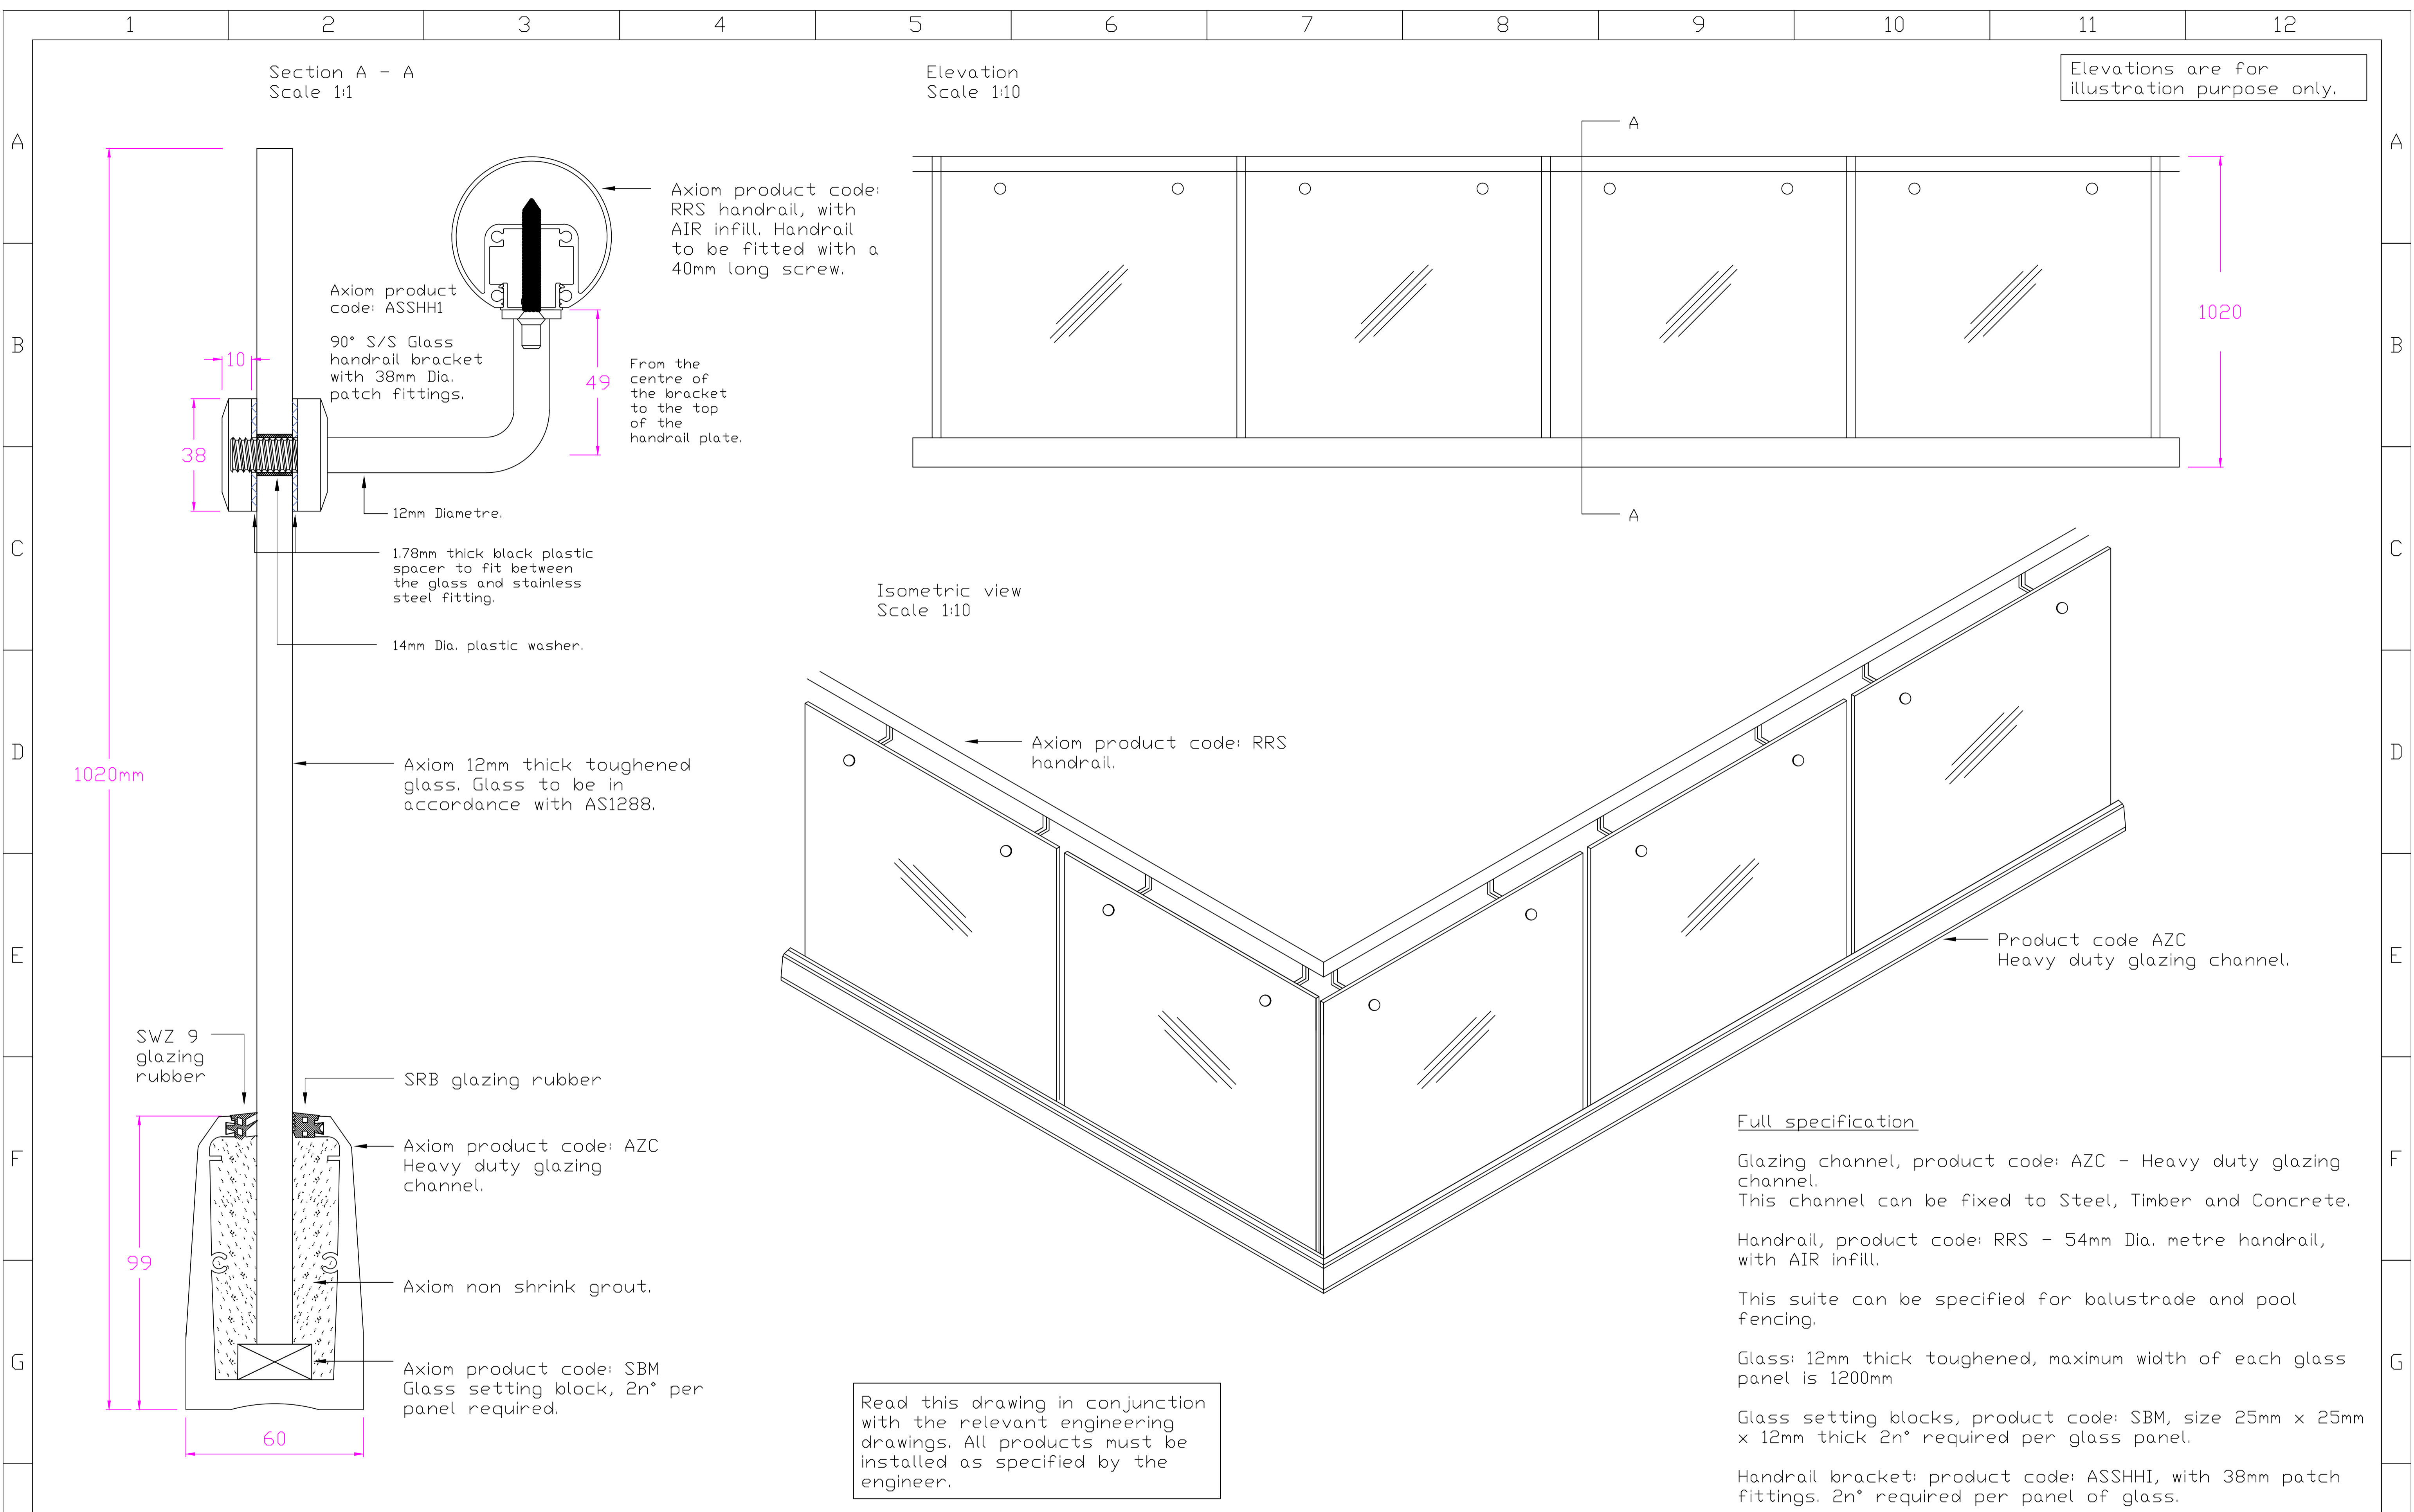 1 2 3 4 5 6 7 8 9 10 11 12
A
B
C
D
E
F
G
A
B
C
D
E
F
G
Section A - A
Scale 1:1
Axiom product code:
RRS handrail, with
AIR infill. Handrail
to be fitted with a
40mm long screw.
Axiom product
code: ASSHH1
90° S/S Glass
handrail bracket
with 38mm Dia.
patch fittings.
10
38
49
From the
centre of
the bracket
to the top
of the
handrail plate.
12mm Diametre.
1.78mm thick black plastic
spacer to fit between
the glass and stainless
steel fitting.
14mm Dia. plastic washer.
1020mm
Axiom 12mm thick toughened
glass. Glass to be in
accordance with AS1288.
SWZ 9
glazing
rubber
SRB glazing rubber
Axiom product code: AZC
Heavy duty glazing
channel.
99
Axiom non shrink grout.
Axiom product code: SBM
Glass setting block, 2n° per
panel required.
60
Elevation
Scale 1:10
Elevations are for
illustration purpose only.
A
A
1020
Isometric view
Scale 1:10
Axiom product code: RRS
handrail.
Product code AZC
Heavy duty glazing channel.
Read this drawing in conjunction
with the relevant engineering
drawings. All products must be
installed as specified by the
engineer.
Full specification
Glazing channel, product code: AZC - Heavy duty glazing
channel.
This channel can be fixed to Steel, Timber and Concrete.
Handrail, product code: RRS - 54mm Dia. metre handrail,
with AIR infill.
This suite can be specified for balustrade and pool
fencing.
Glass: 12mm thick toughened, maximum width of each glass
panel is 1200mm
Glass setting blocks, product code: SBM, size 25mm x 25mm
x 12mm thick 2n° required per glass panel.
Handrail bracket: product code: ASSHHI, with 38mm patch
fittings. 2n° required per panel of glass.